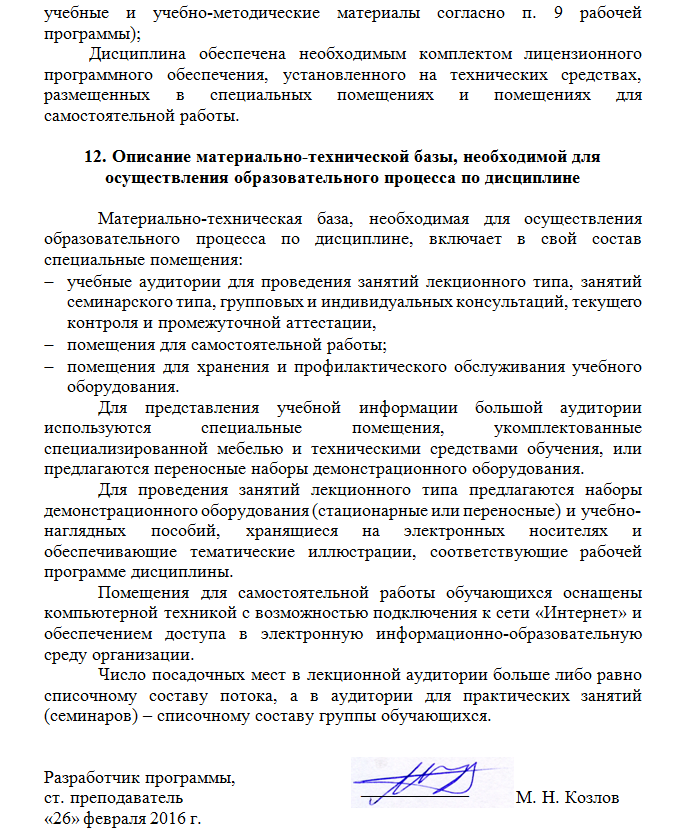 учебные и учебно-методические материалы согласно п. 9 рабочей
программы);
Дисциплина обеспечена необходимым комплектом лицензионного
программного обеспечения, установленного на технических средствах,
размещенных в специальных помещениях и помещениях для
самостоятельной работы.
12. Описание материально-технической базы, необходимой для
осуществления образовательного процесса по дисциплине
Материально-техническая база, необходимая для осуществления
образовательного процесса по дисциплине, включает в свой состав
специальные помещения:
– учебные аудитории для проведения занятий лекционного типа, занятий
семинарского типа, групповых и индивидуальных консультаций, текущего
контроля и промежуточной аттестации,
– помещения для самостоятельной работы;
– помещения для хранения и профилактического обслуживания учебного
оборудования.
Для представления учебной информации большой аудитории
используются специальные помещения, укомплектованные
специализированной мебелью и техническими средствами обучения, или
предлагаются переносные наборы демонстрационного оборудования.
Для проведения занятий лекционного типа предлагаются наборы
демонстрационного оборудования (стационарные или переносные) и учебно-
наглядных пособий, хранящиеся на электронных носителях и
обеспечивающие тематические иллюстрации, соответствующие рабочей
программе дисциплины.
Помещения для самостоятельной работы обучающихся оснащены
компьютерной техникой с возможностью подключения к сети «Интернет» и
обеспечением доступа в электронную информационно-образовательную
среду организации.
Число посадочных мест в лекционной аудитории больше либо равно
списочному составу потока, а в аудитории для практических занятий
(семинаров) – списочному составу группы обучающихся.
Разработчик программы,
ст. преподаватель М. Н. Козлов
«26» февраля 2016 г.